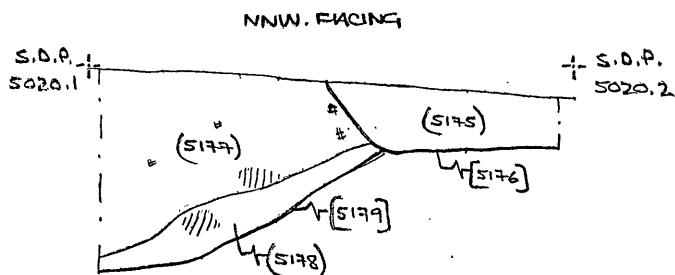 NNW. FACING
S.D.P.
5020.1
S.D.P.
5020.2
(5177)
(5175)
[5176]
[5179]
(5178)